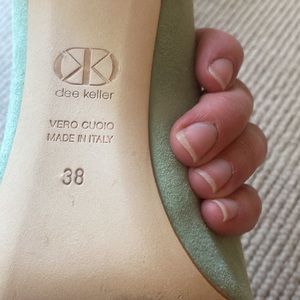 dee keller
VERO CUOIO
MADE IN ITALY
38